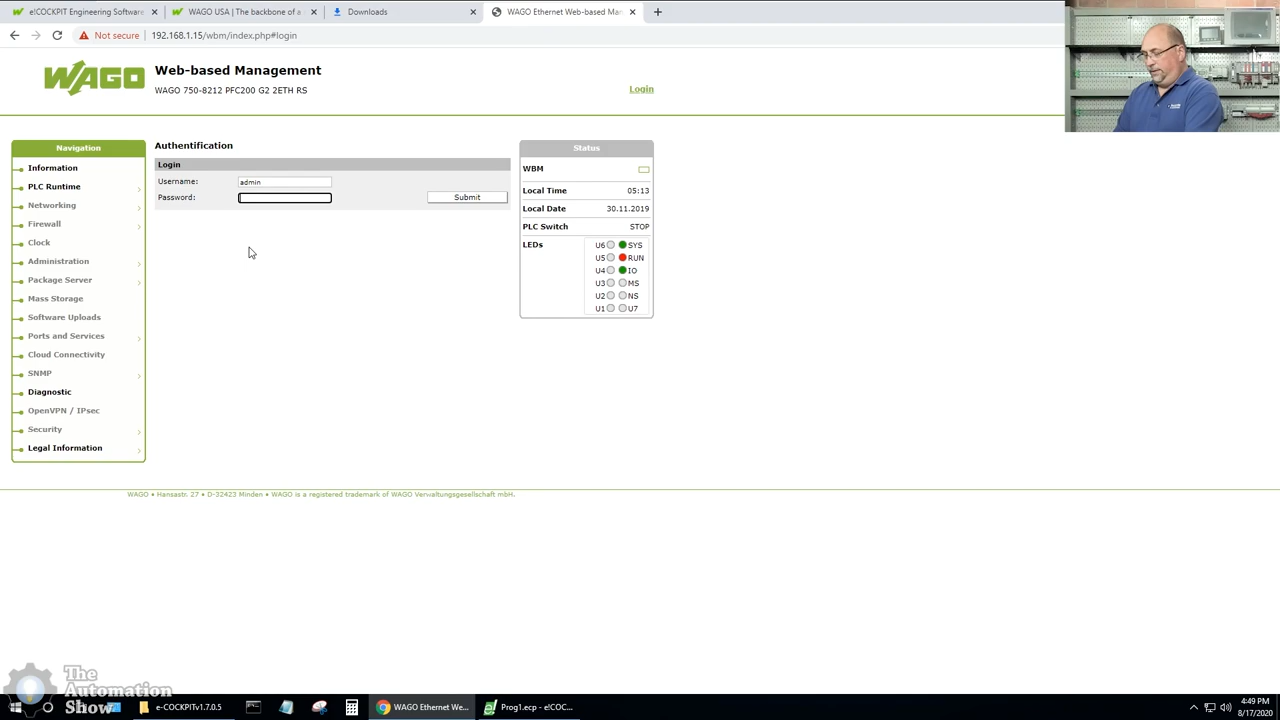 e!COCKPIT Engineering Software
WAGO USA | The backbone of a
Downloads
WAGO Ethernet Web-based Man
Not secure
192.168.1.15/wbm/index.php#login
WAGO
Web-based Management
WAGO 750-8212 PFC200 G2 2ETH RS
Login
Navigation
Information
PLC Runtime
Networking
Firewall
Clock
Administration
Package Server
Mass Storage
Software Uploads
Ports and Services
Cloud Connectivity
SNMP
Diagnostic
OpenVPN / IPsec
Security
Legal Information
Authentification
Login
Username:
admin
Password:
Submit
Status
WBM
Local Time 05:13
Local Date 30.11.2019
PLC Switch STOP
LEDs
U6 SYS
U5 RUN
U4 IO
U3 MS
U2 NS
U1 U7
WAGO • Hansastr. 27 • D-32423 Minden • WAGO is a registered trademark of WAGO Verwaltungsgesellschaft mbH.
The
Automation
Show
e-COCKPITv1.7.0.5
WAGO Ethernet We...
Prog1.ecp - e!COC...
4:49 PM
8/17/2020